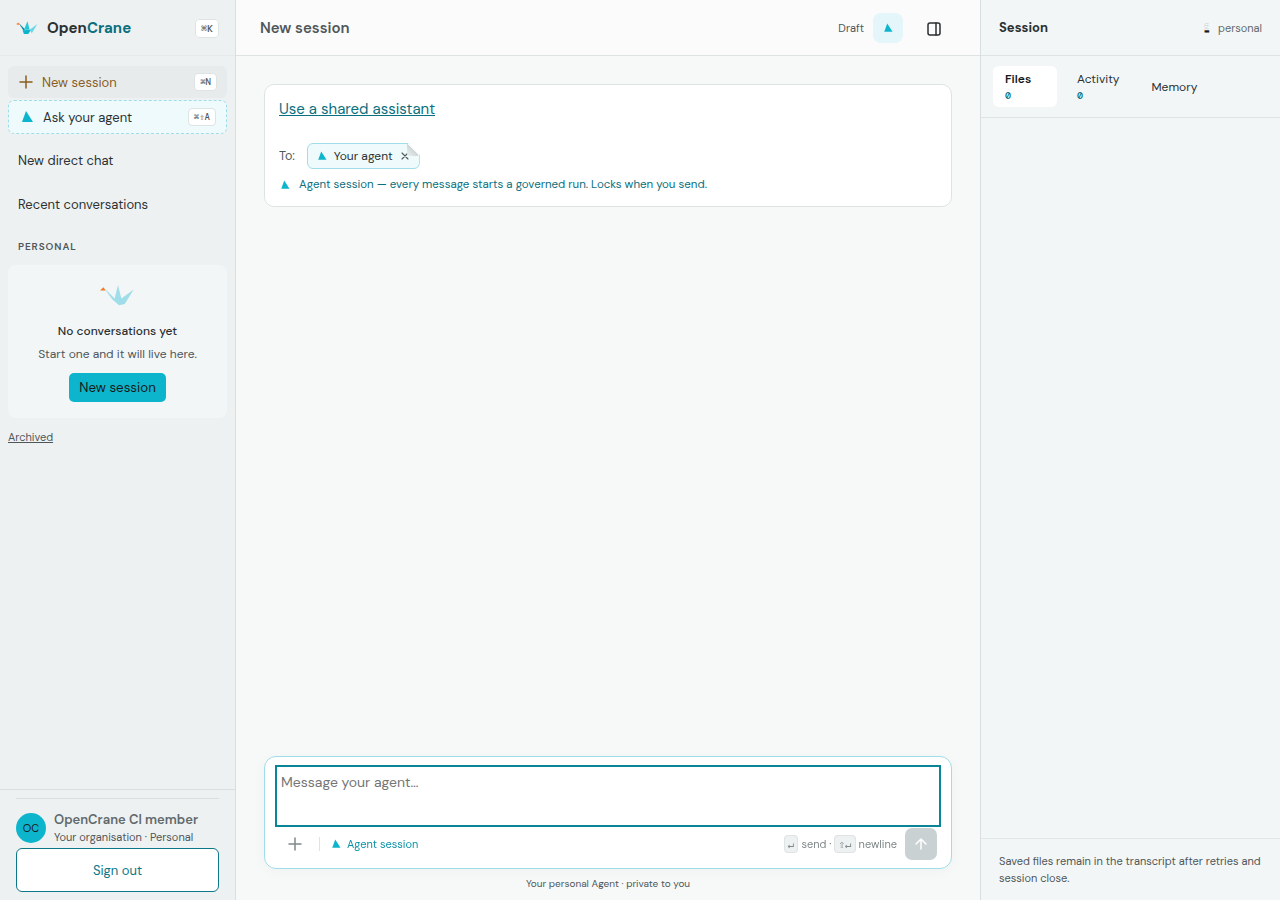 OpenCrane
⌘K
New session
⌘N
Ask your agent
⌘⇧A
New direct chat
Recent conversations
PERSONAL
No conversations yet
Start one and it will live here.
New session
Archived
OC
OpenCrane CI member
Your organisation · Personal
Sign out
New session
Draft
Use a shared assistant
To:
Your agent ×
Agent session — every message starts a governed run. Locks when you send.
Message your agent…
Agent session
↵ send · ⇧↵ newline
Your personal Agent · private to you
Session
personal
Files
0
Activity
0
Memory
Saved files remain in the transcript after retries and
session close.